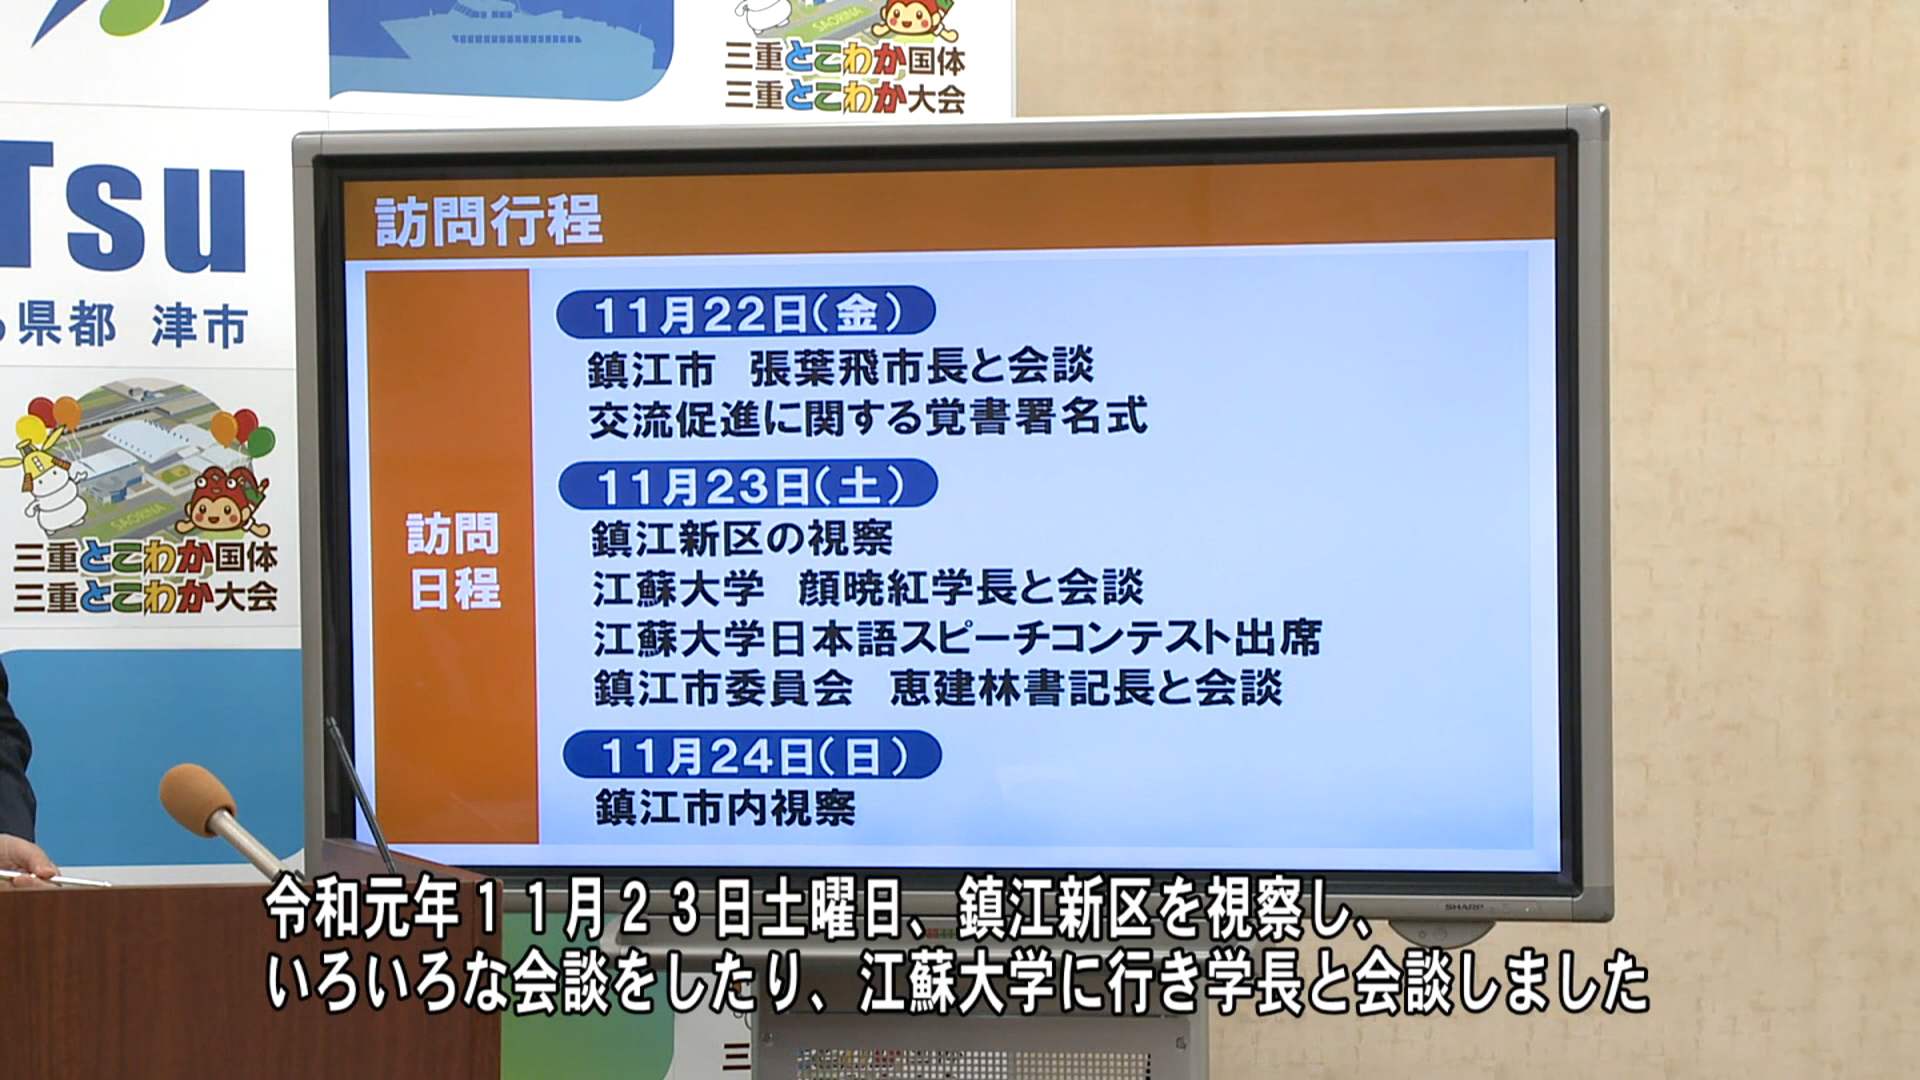 三重とこわか国体
三重とこわか大会
Tsu
県都 津市
SAORINA
三重とこわか国体
三重とこわか大会
訪問行程
訪問
日程
11月22日(金)
鎮江市 張葉飛市長と会談
交流促進に関する覚書署名式
11月23日(土)
鎮江新区の視察
江蘇大学 顔暁紅学長と会談
江蘇大学日本語スピーチコンテスト出席
鎮江市委員会 恵建林書記長と会談
11月24日(日)
鎮江市内視察
SHARP
令和元年11月23日土曜日、鎮江新区を視察し、
いろいろな会談をしたり、江蘇大学に行き学長と会談しました
三